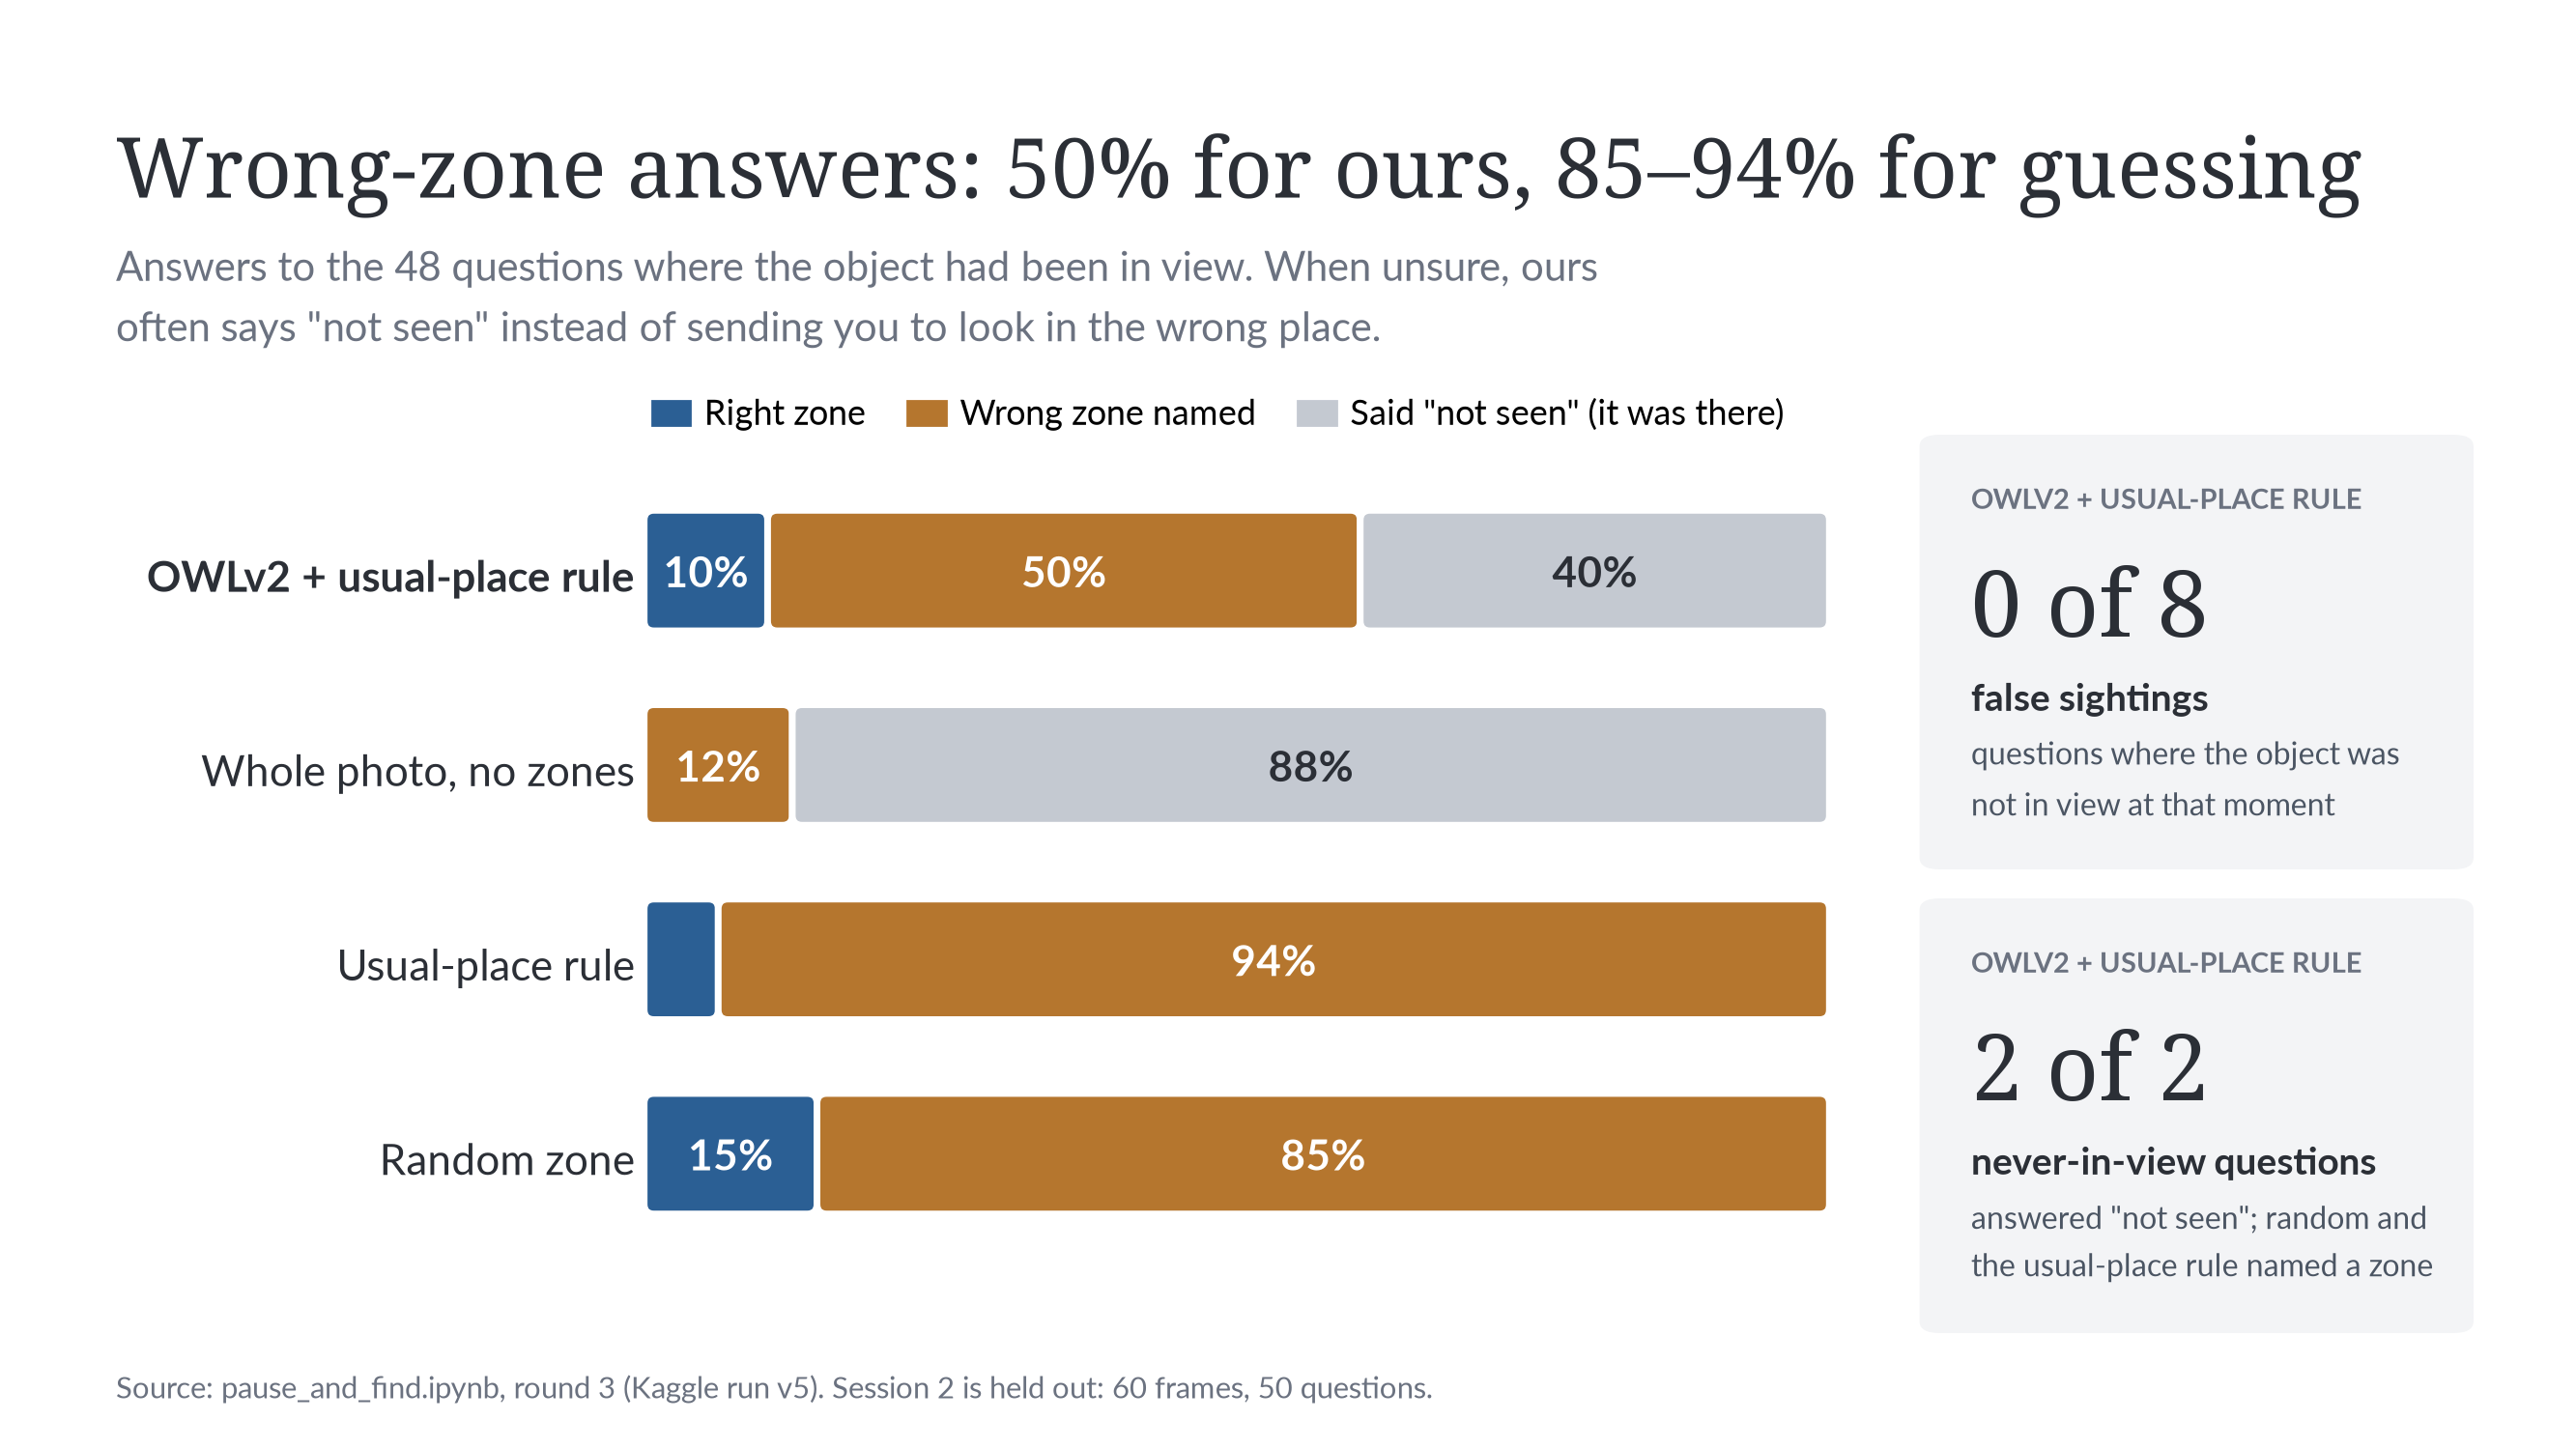 Wrong-zone answers: 50% for ours, 85–94% for guessing
Answers to the 48 questions where the object had been in view. When unsure, ours
often says "not seen" instead of sending you to look in the wrong place.
Right zone
Wrong zone named
Said "not seen" (it was there)
OWLv2 + usual-place rule
10%
50%
40%
Whole photo, no zones
12%
88%
Usual-place rule
94%
Random zone
15%
85%
OWLV2 + USUAL-PLACE RULE
0 of 8
false sightings
questions where the object was
not in view at that moment
OWLV2 + USUAL-PLACE RULE
2 of 2
never-in-view questions
answered "not seen"; random and
the usual-place rule named a zone
Source: pause_and_find.ipynb, round 3 (Kaggle run v5). Session 2 is held out: 60 frames, 50 questions.